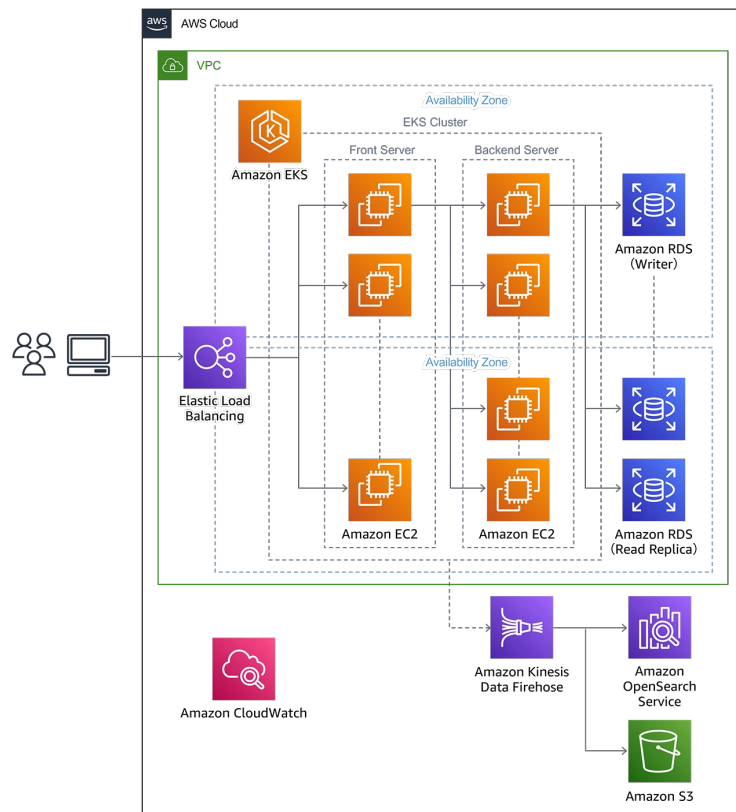 aws
AWS Cloud
VPC
Availability Zone
EKS Cluster
Amazon EKS
Front Server
Backend Server
Amazon RDS
（Writer）
Availability Zone
Elastic Load
Balancing
Amazon EC2
Amazon EC2
Amazon RDS
（Read Replica）
Amazon Kinesis
Data Firehose
Amazon
OpenSearch
Service
Amazon CloudWatch
Amazon S3